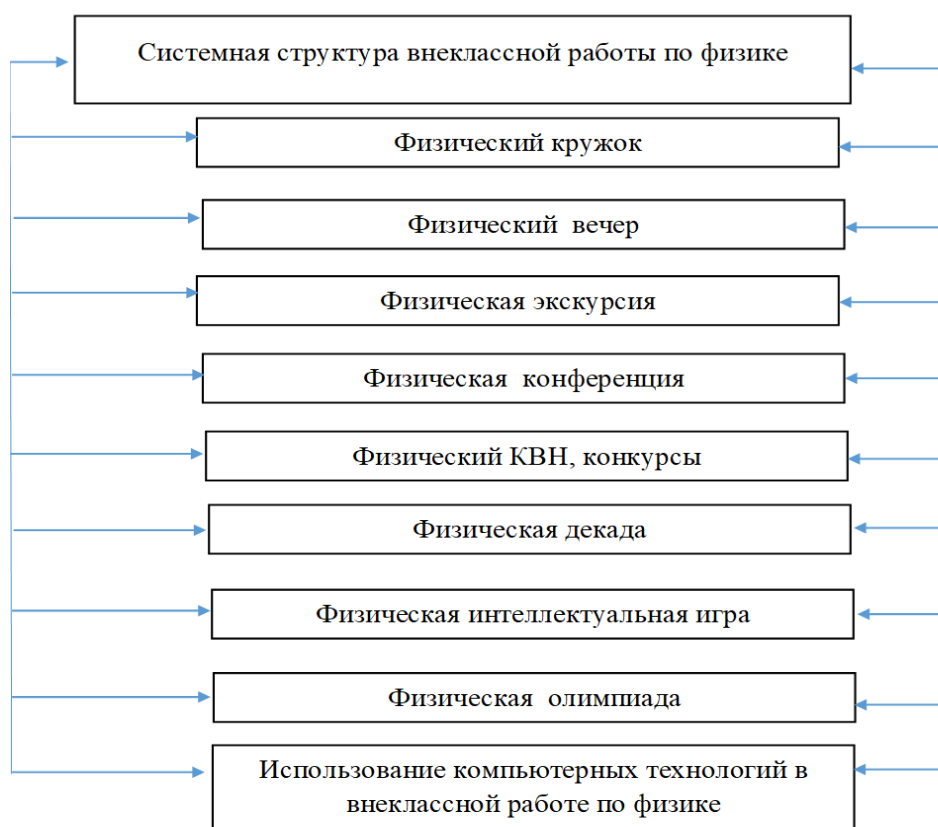 Системная структура внеклассной работы по физике
Физический кружок
Физический вечер
Физическая экскурсия
Физическая конференция
Физический КВН, конкурсы
Физическая декада
Физическая интеллектуальная игра
Физическая олимпиада
Использование компьютерных технологий в
внеклассной работе по физике